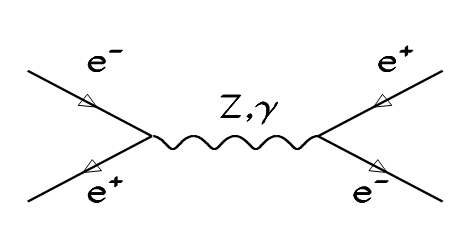 e⁻ e⁺
Z,γ
e⁺ e⁻